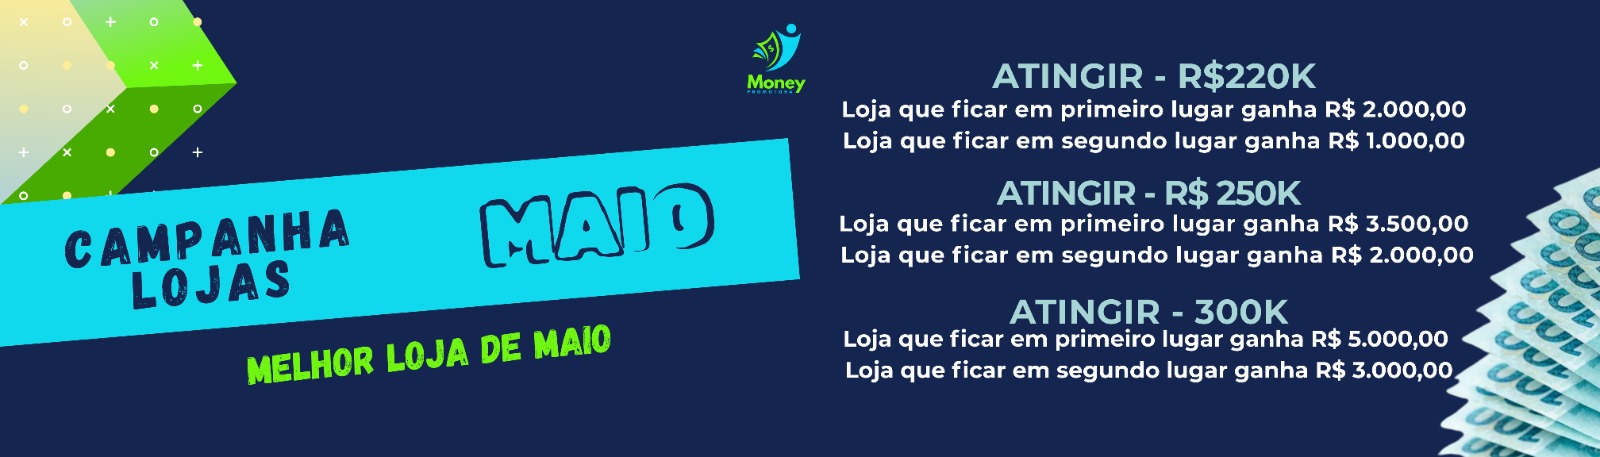 CAMPANHA
LOJAS
MAIO
MELHOR LOJA DE MAIO
Money
PROMOTORA
ATINGIR - R$220K
Loja que ficar em primeiro lugar ganha R$ 2.000,00
Loja que ficar em segundo lugar ganha R$ 1.000,00
ATINGIR - R$ 250K
Loja que ficar em primeiro lugar ganha R$ 3.500,00
Loja que ficar em segundo lugar ganha R$ 2.000,00
ATINGIR - 300K
Loja que ficar em primeiro lugar ganha R$ 5.000,00
Loja que ficar em segundo lugar ganha R$ 3.000,00